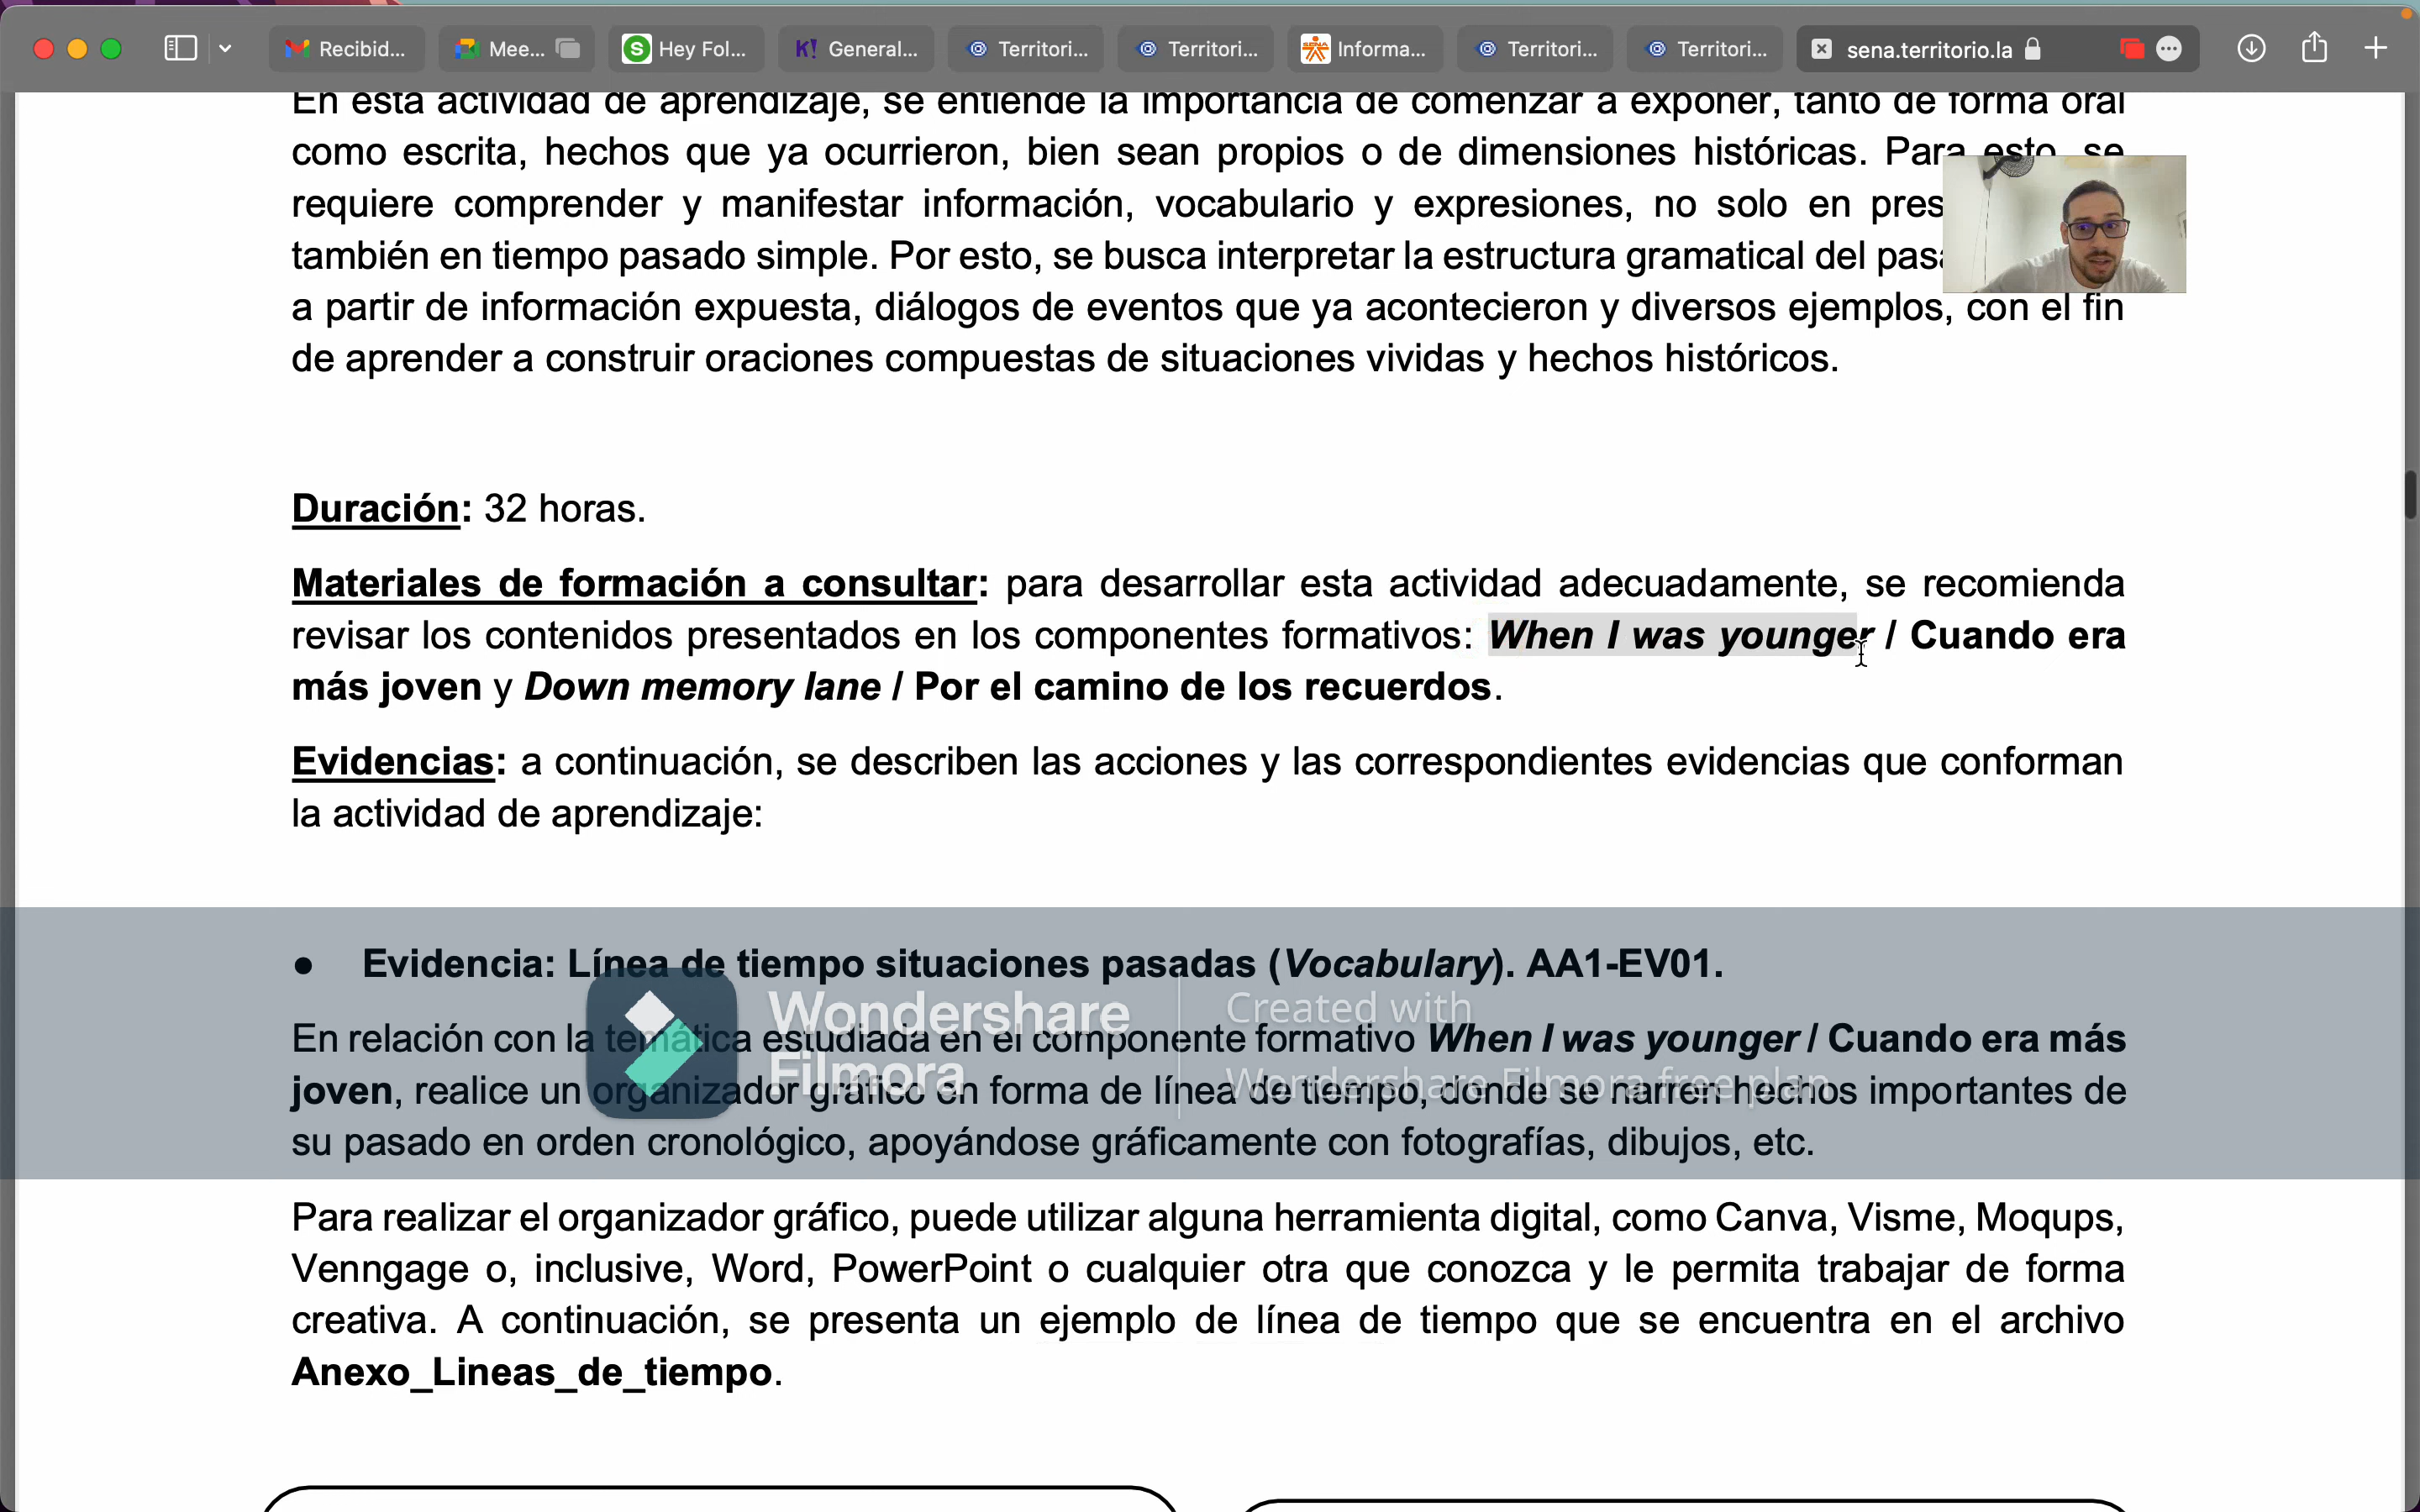 Recibid...
Mee...
S
Hey Fol...
K!
General...
Territori...
Territori...
SENA
Informa...
Territori...
Territori...
sena.territorio.la
En esta actividad de aprendizaje, se entiende la importancia de comenzar a exponer, tanto de forma oral
como escrita, hechos que ya ocurrieron, bien sean propios o de dimensiones históricas. Para esto, se
requiere comprender y manifestar información, vocabulario y expresiones, no solo en pres
también en tiempo pasado simple. Por esto, se busca interpretar la estructura gramatical del pasa
a partir de información expuesta, diálogos de eventos que ya acontecieron y diversos ejemplos, con el fin
de aprender a construir oraciones compuestas de situaciones vividas y hechos históricos.
Duración: 32 horas.
Materiales de formación a consultar: para desarrollar esta actividad adecuadamente, se recomienda
revisar los contenidos presentados en los componentes formativos: When I was younger / Cuando era
más joven y Down memory lane / Por el camino de los recuerdos.
Evidencias: a continuación, se describen las acciones y las correspondientes evidencias que conforman
la actividad de aprendizaje:
● Evidencia: Línea de tiempo situaciones pasadas (Vocabulary). AA1-EV01.
En relación con la temática estudiada en el componente formativo When I was younger / Cuando era más
joven, realice un organizador gráfico en forma de línea de tiempo, donde se narren hechos importantes de
su pasado en orden cronológico, apoyándose gráficamente con fotografías, dibujos, etc.
Wondershare
Filmora
Created with
Wondershare Filmora free plan
Para realizar el organizador gráfico, puede utilizar alguna herramienta digital, como Canva, Visme, Moqups,
Venngage o, inclusive, Word, PowerPoint o cualquier otra que conozca y le permita trabajar de forma
creativa. A continuación, se presenta un ejemplo de línea de tiempo que se encuentra en el archivo
Anexo_Lineas_de_tiempo.